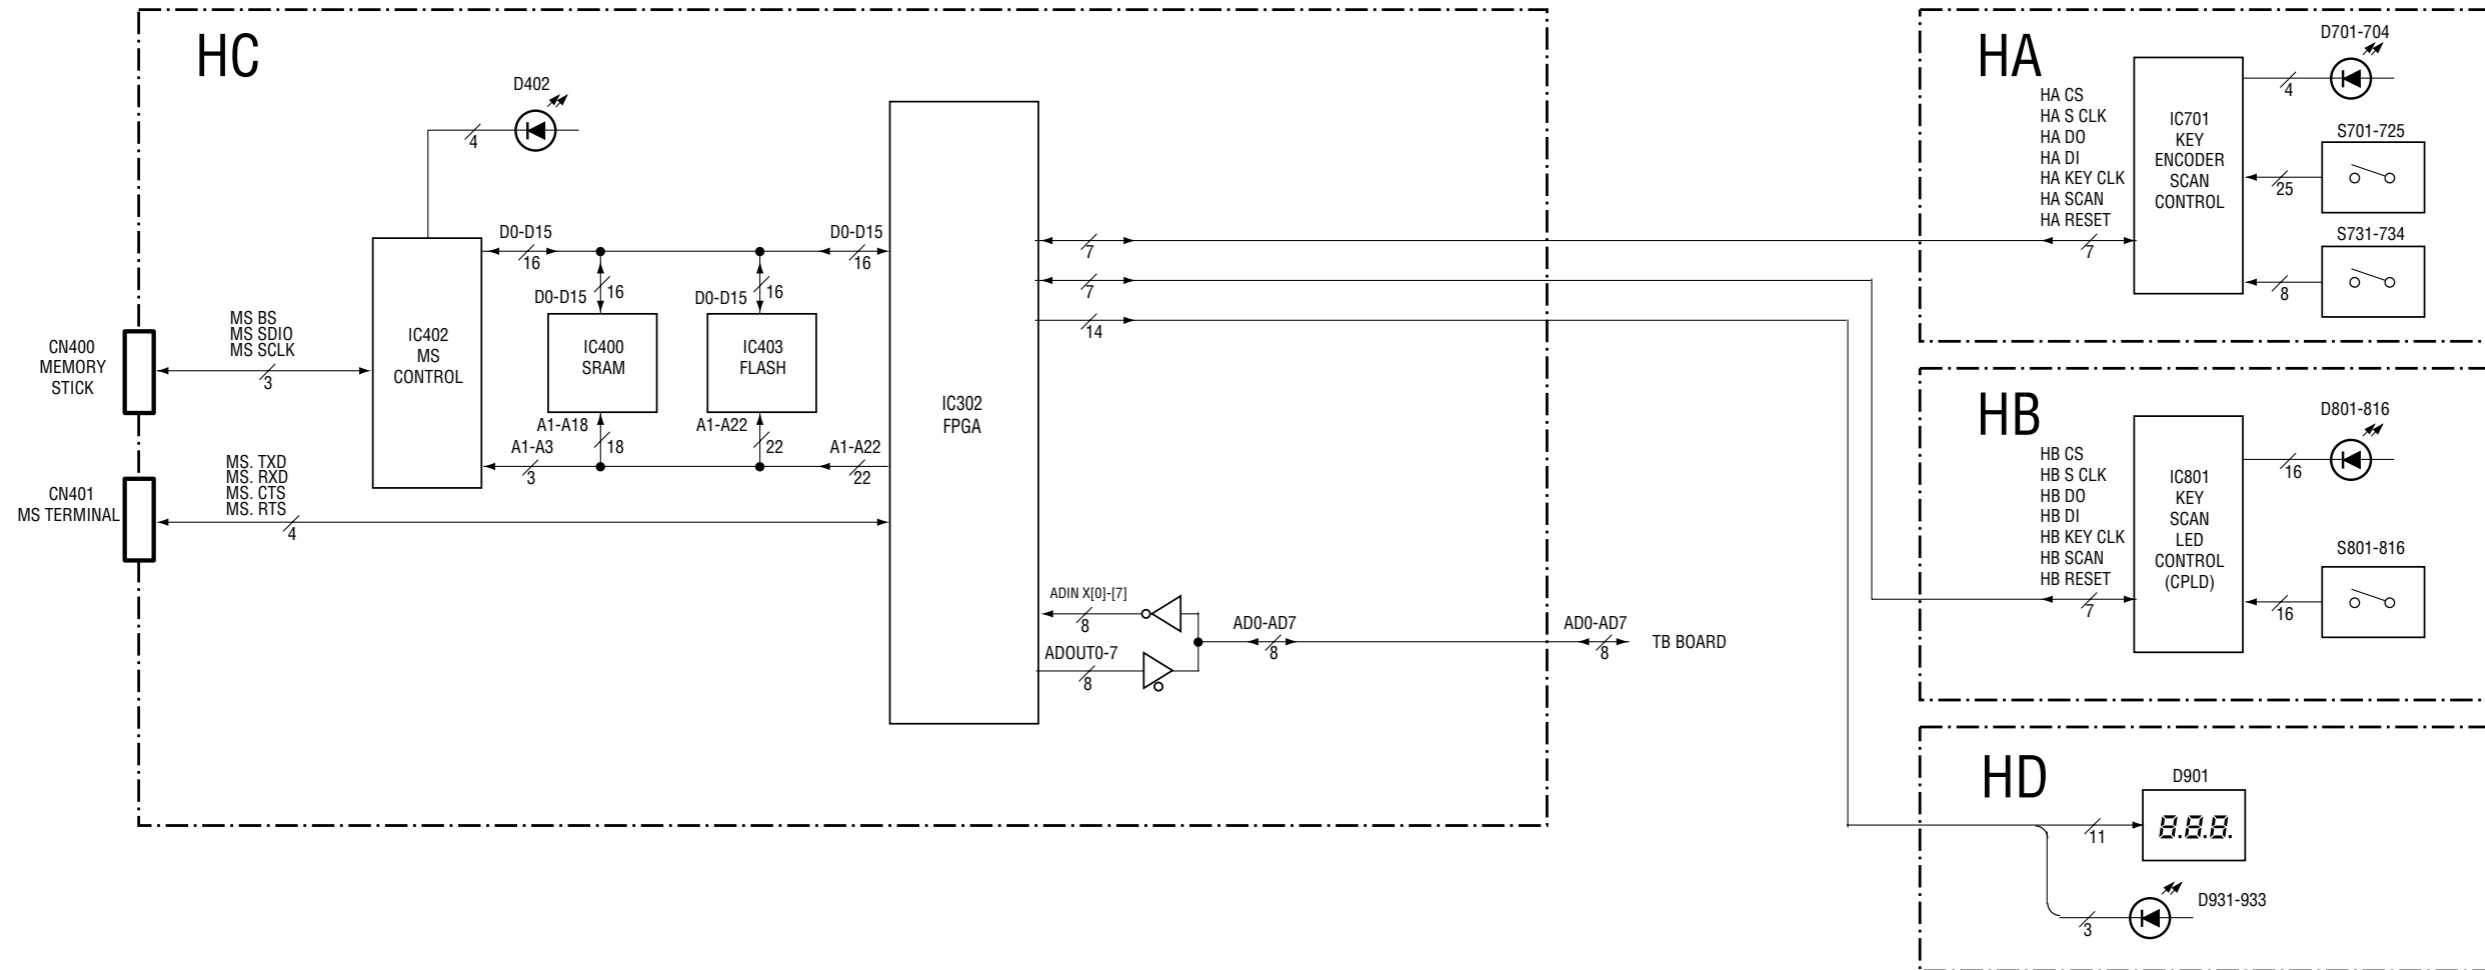 HC
D402
4
D0-D15
16
D0-D15
16
D0-D15
16
D0-D15
16
MS BS
MS SDIO
MS SCLK
3
CN400
MEMORY
STICK
IC402
MS
CONTROL
IC400
SRAM
IC403
FLASH
A1-A18
18
A1-A22
22
A1-A3
3
A1-A22
22
CN401
MS TERMINAL
MS. TXD
MS. RXD
MS. CTS
MS. RTS
4
IC302
FPGA
7
7
14
ADIN X[0]-[7]
8
ADOUT0-7
8
AD0-AD7
8
AD0-AD7
8
TB BOARD
HA
HA CS
HA S CLK
HA DO
HA DI
HA KEY CLK
HA SCAN
HA RESET
7
IC701
KEY
ENCODER
SCAN
CONTROL
D701-704
4
S701-725
25
S731-734
8
HB
HB CS
HB S CLK
HB DO
HB DI
HB KEY CLK
HB SCAN
HB RESET
7
IC801
KEY
SCAN
LED
CONTROL
(CPLD)
D801-816
16
S801-816
16
HD
D901
8.8.8.
11
D931-933
3